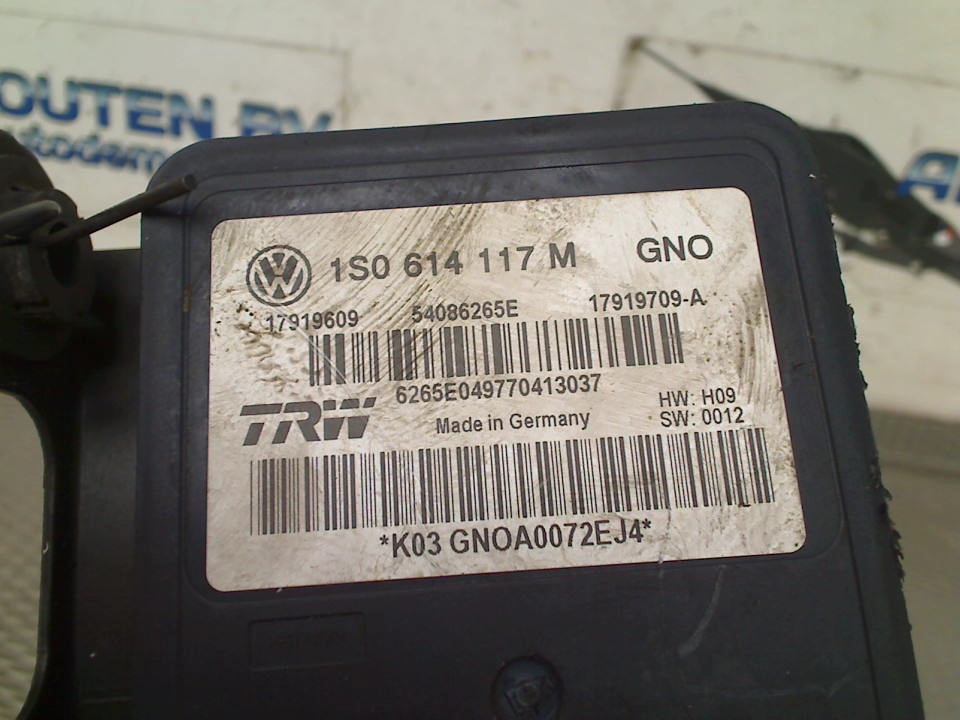 OUTEN BV
utodem
1S0 614 117 M GNO
17919609 54086265E 17919709-A
6265E049770413037
TRW Made in Germany HW: H09
SW: 0012
*K03 GNOA0072EJ4*